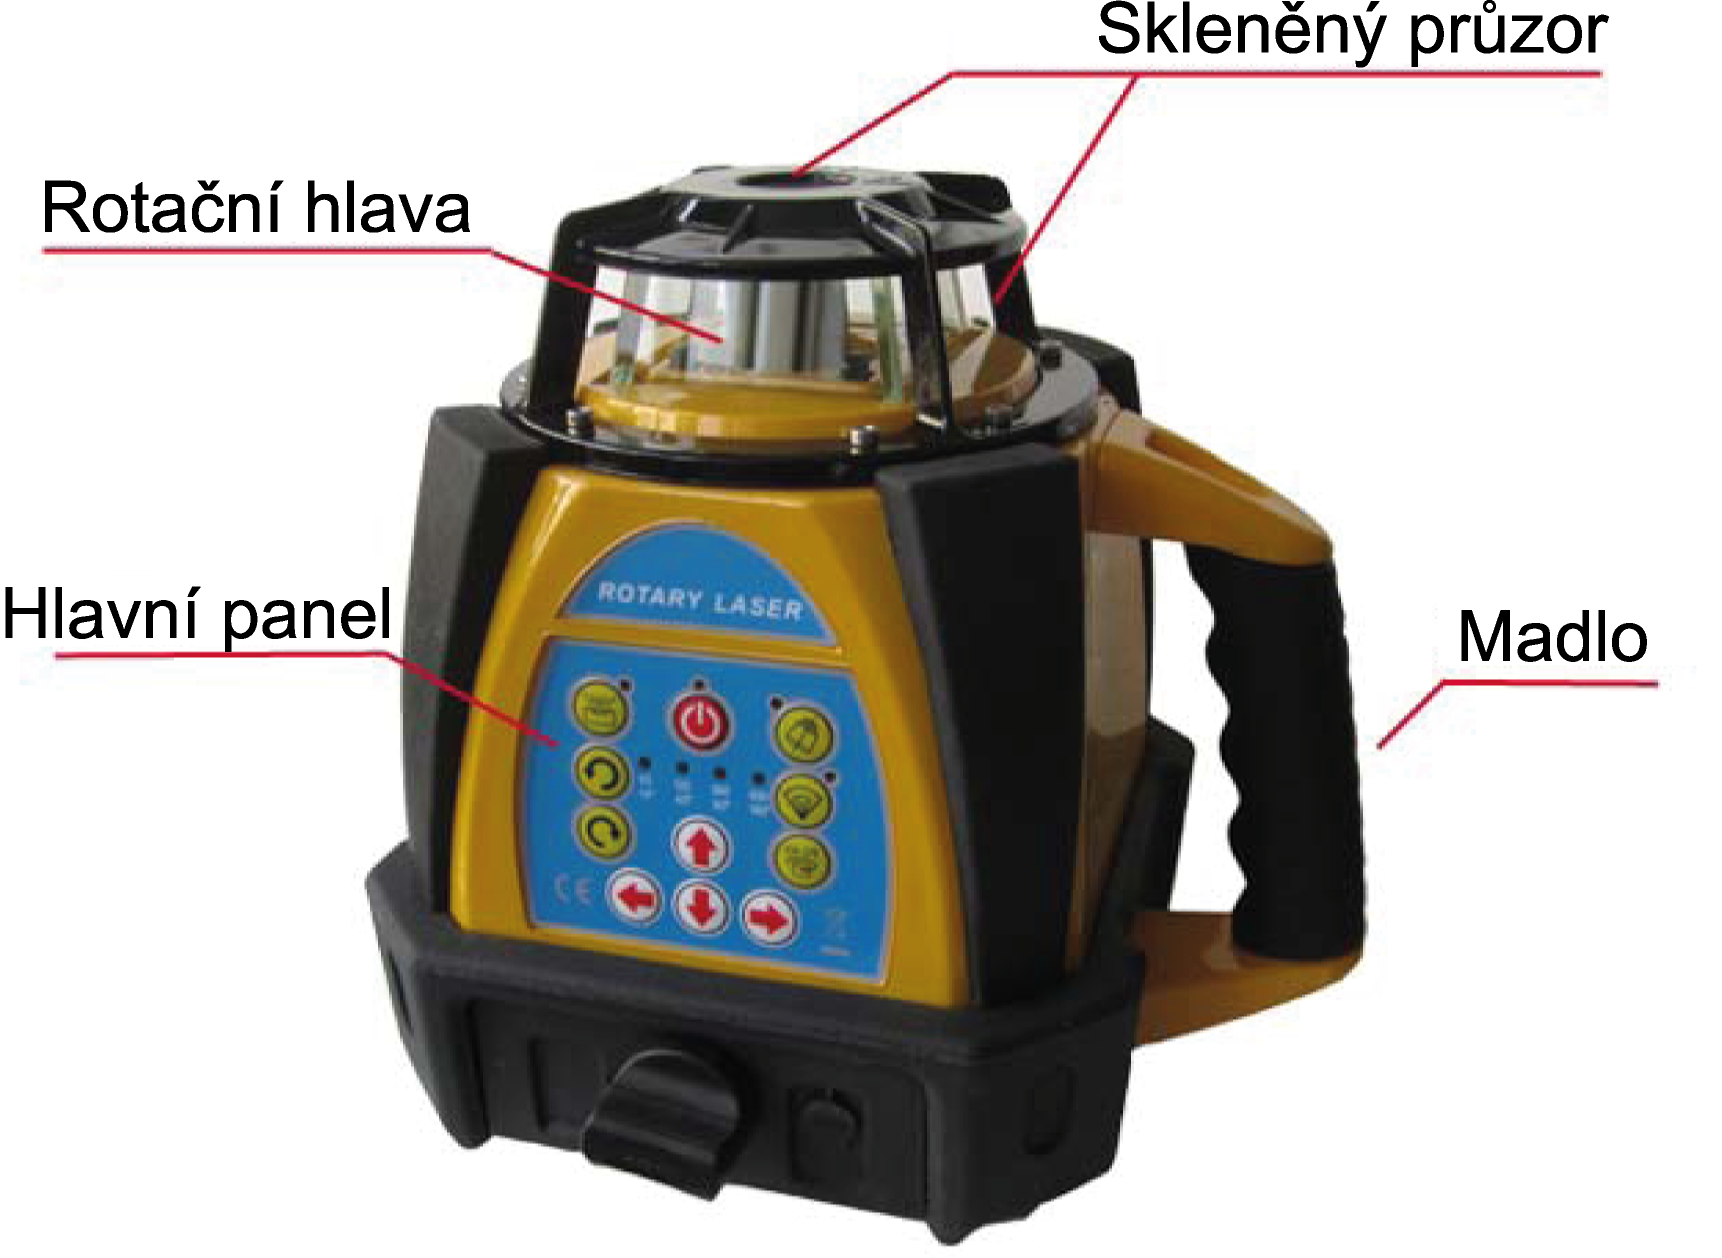 Skleněný průzor
Rotační hlava
Hlavní panel
Madlo
ROTARY LASER
CE